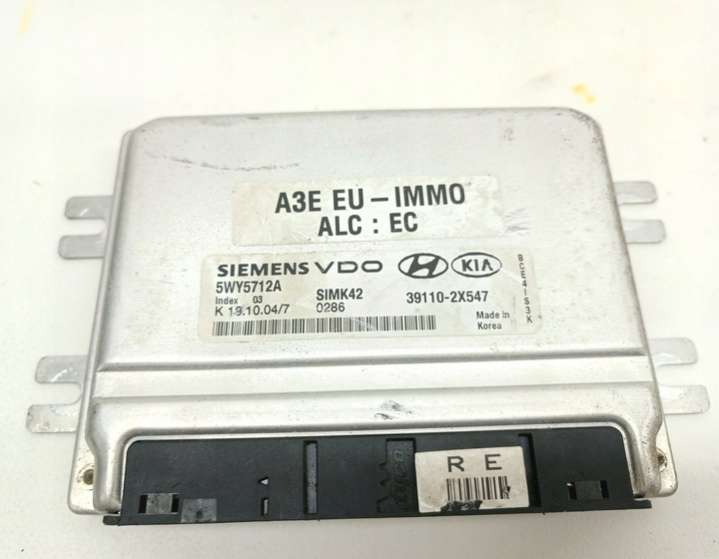 A3E EU-IMMO
ALC : EC
SIEMENS VDO KIA
5WY5712A
Index 03 SIMK42 39110-2X547
K 19.10.04/7 0286
Made in
Korea
8CE41S3K
R E